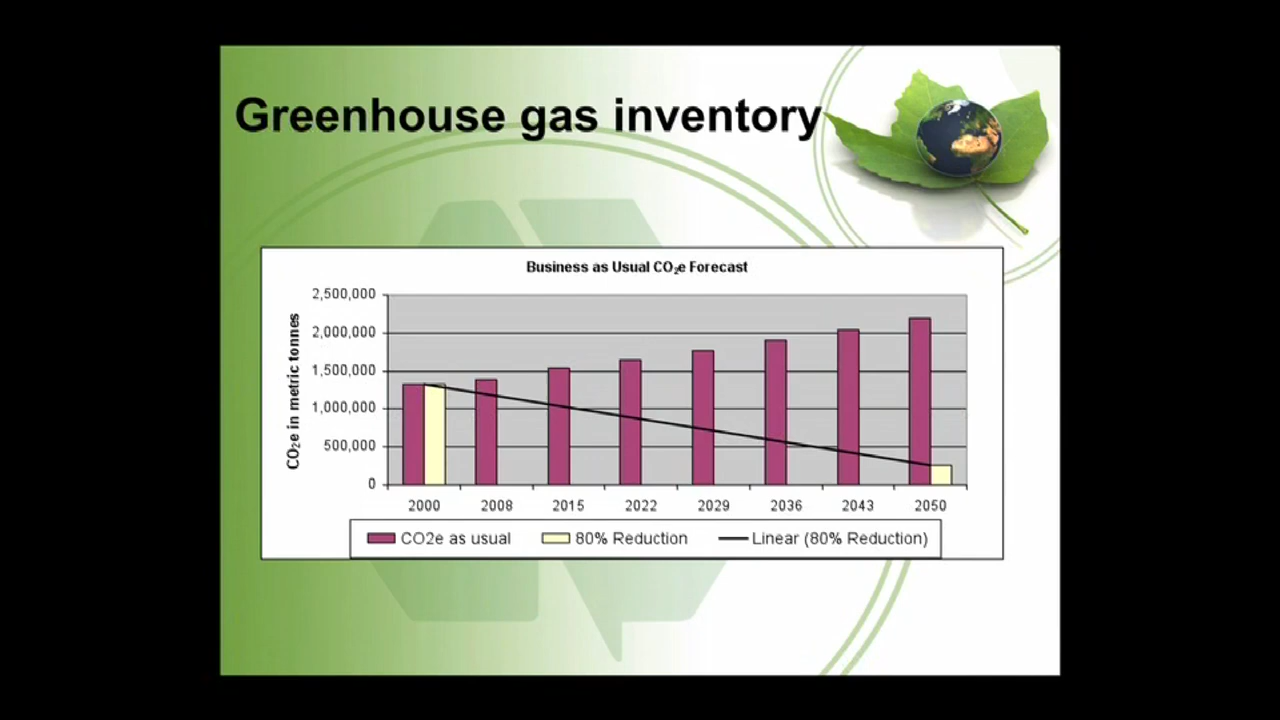 Greenhouse gas inventory
Business as Usual CO₂e Forecast
CO₂e in metric tonnes
2,500,000
2,000,000
1,500,000
1,000,000
500,000
0
2000 2008 2015 2022 2029 2036 2043 2050
CO2e as usual 80% Reduction Linear (80% Reduction)